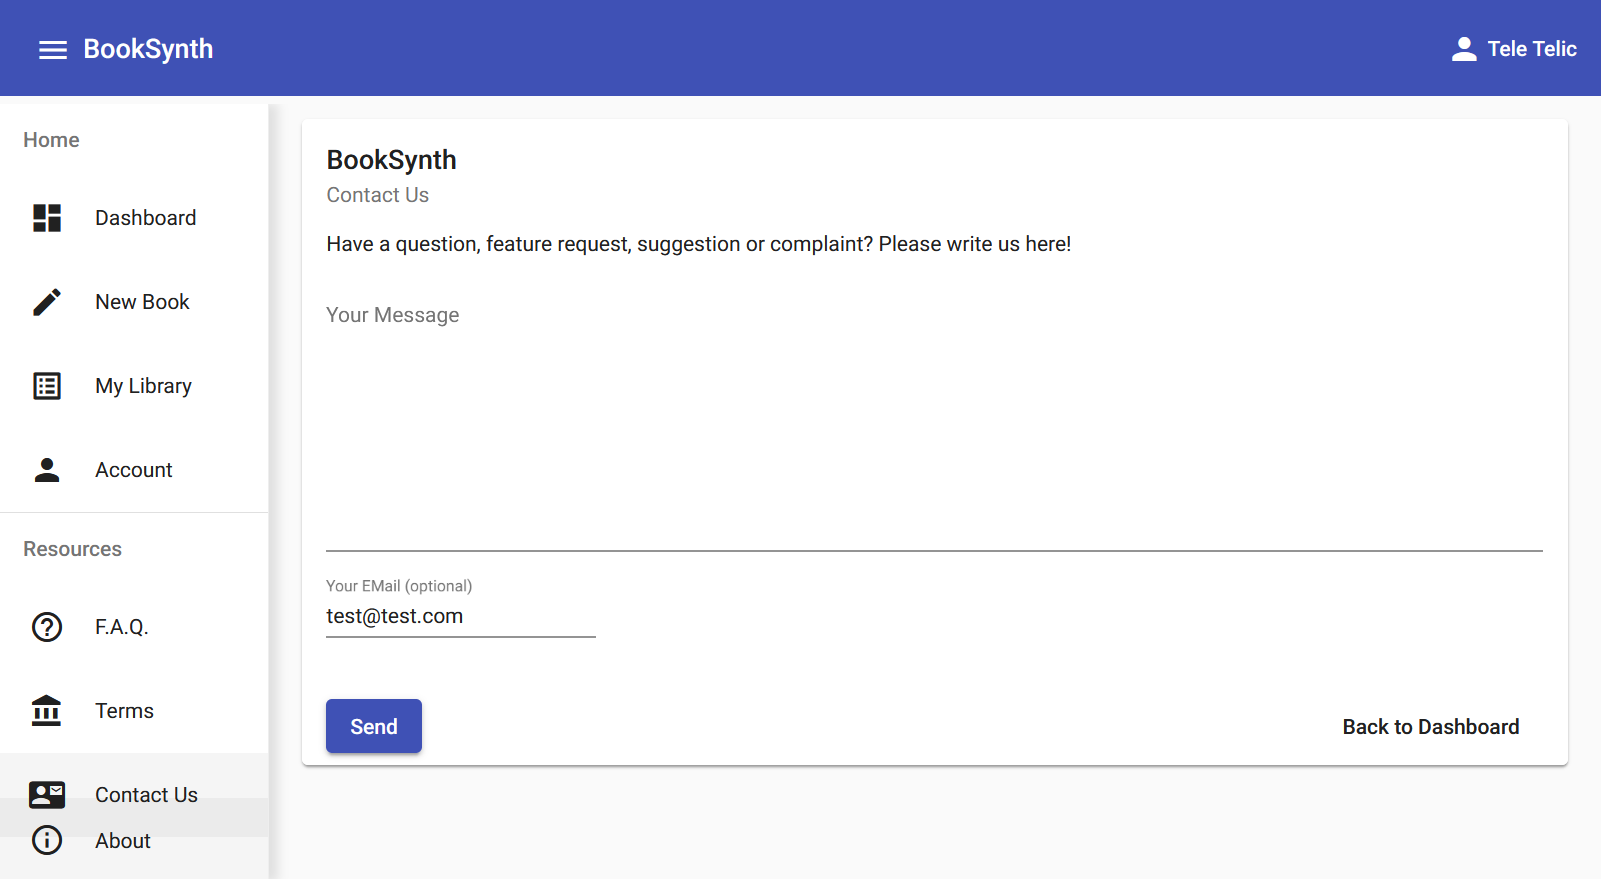 BookSynth
Tele Telic
Home
Dashboard
New Book
My Library
Account
Resources
F.A.Q.
Terms
Contact Us
About
BookSynth
Contact Us
Have a question, feature request, suggestion or complaint? Please write us here!
Your Message
Your EMail (optional)
test@test.com
Send
Back to Dashboard